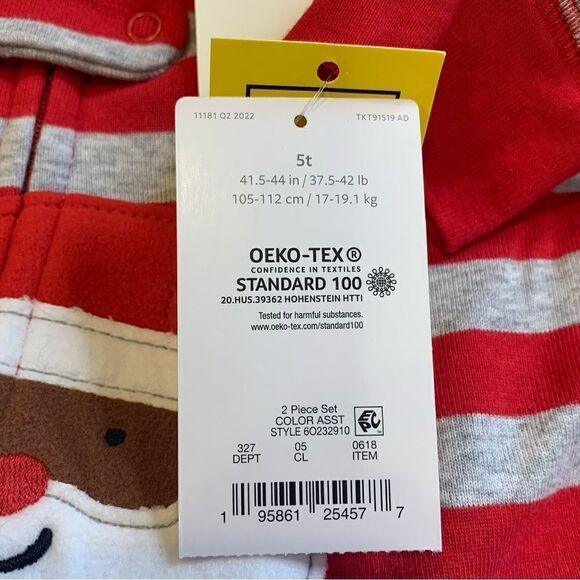 11181 Q2 2022 TKT91519 AD
5t
41.5-44 in / 37.5-42 lb
105-112 cm / 17-19.1 kg
OEKO-TEX®
CONFIDENCE IN TEXTILES
STANDARD 100
20.HUS.39362 HOHENSTEIN HTTI
Tested for harmful substances.
www.oeko-tex.com/standard100
2 Piece Set
COLOR ASST
STYLE 6O232910
EC
RC
327 05 0618
DEPT CL ITEM
1 95861 25457 7